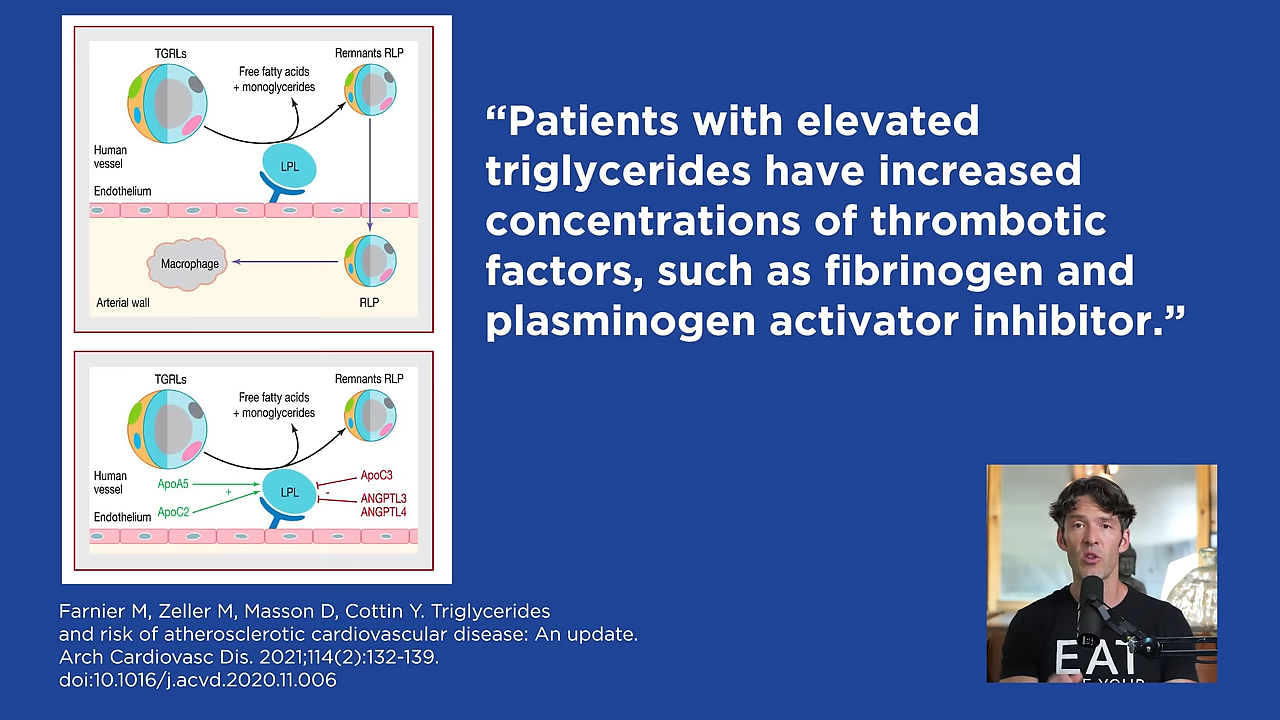 TGRLs
Remnants RLP
Free fatty acids
+ monoglycerides
LPL
Human
vessel
Endothelium
Macrophage
RLP
Arterial wall
TGRLs
Remnants RLP
Free fatty acids
+ monoglycerides
Human
vessel
ApoA5
+
LPL
-
ApoC3
ANGPTL3
ANGPTL4
Endothelium
ApoC2
“Patients with elevated
triglycerides have increased
concentrations of thrombotic
factors, such as fibrinogen and
plasminogen activator inhibitor.”
Farnier M, Zeller M, Masson D, Cottin Y. Triglycerides
and risk of atherosclerotic cardiovascular disease: An update.
Arch Cardiovasc Dis. 2021;114(2):132-139.
doi:10.1016/j.acvd.2020.11.006
EAT